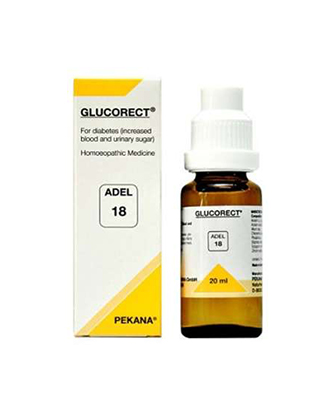 GLUCORECT®
For diabetes (increased
blood and urinary sugar)
Homoeopathic Medicine
ADEL
18
PEKANA®
GLUCORECT®
ADEL
18
20 ml